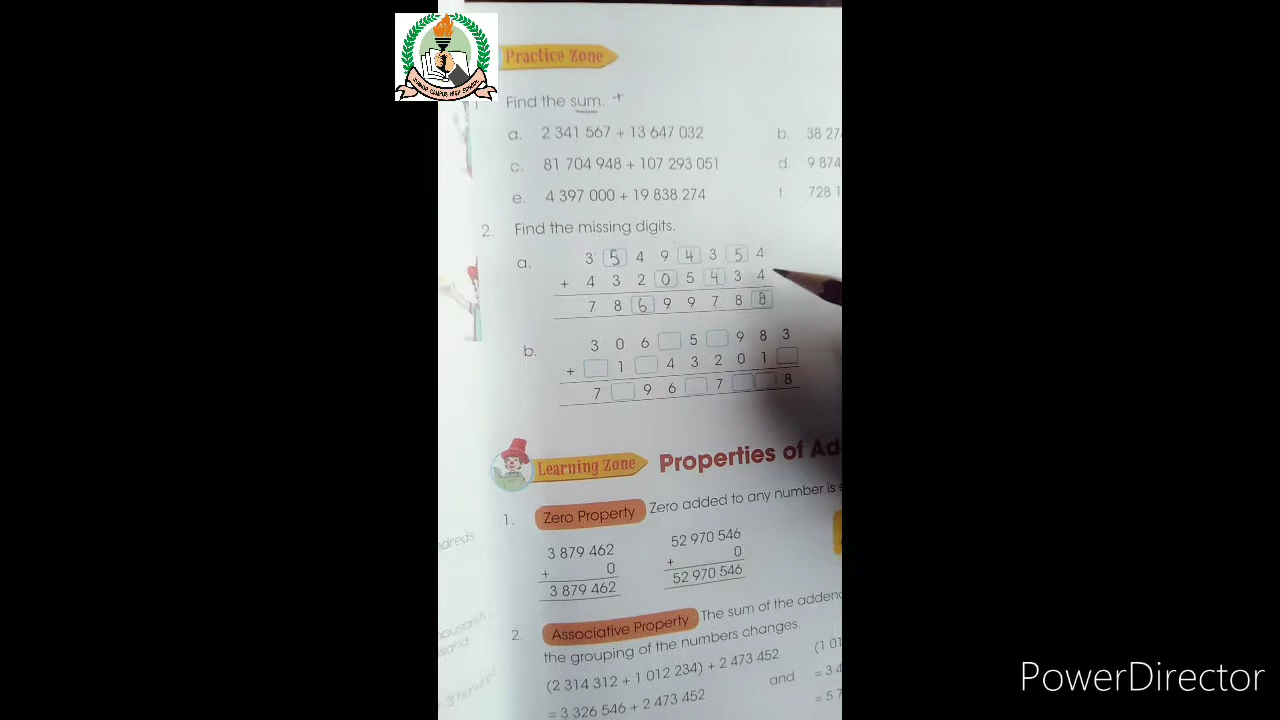 Practice Zone
Find the sum. +
a. 2 341 567 + 13 647 032
b. 38 27
c. 81 704 948 + 107 293 051
d. 9 874
e. 4 397 000 + 19 838 274
f. 728 1
2. Find the missing digits.
a. 3 5 4 9 4 3 5 4
+ 4 3 2 0 5 4 3 4
7 8 6 9 9 7 8 8
b. 3 0 6 5 9 8 3
+ 1 4 3 2 0 1
7 9 6 7 8
Learning Zone
Properties of Ad
1. Zero Property Zero added to any number is
3 879 462
+ 0
3 879 462
52 970 546
+ 0
52 970 546
2. Associative Property The sum of the addend
the grouping of the numbers changes.
(2 314 312 + 1 012 234) + 2 473 452
= 3 326 546 + 2 473 452
and
(1 01
= 3 4
= 5 7
PowerDirector